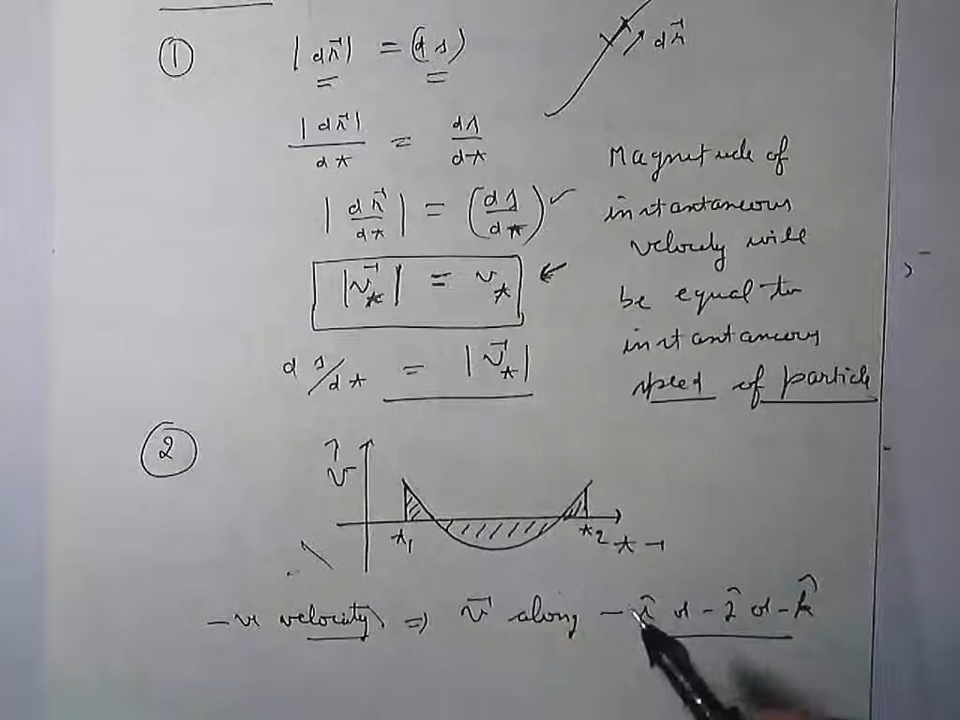 ①
|dr⃗| = (ds)
dr⃗
|dr⃗|/dt = ds/dt
|dr⃗/dt| = (ds/dt) ✓
|v⃗ₜ| = vₜ
ds/dt = |v⃗ₜ|
Magnitude of
instantaneous
velocity will
be equal to
instantaneous
speed of particle
②
v⃗
t₁ t₂ t →
-ve velocity ⇒ v⃗ along -î or -ĵ or -k̂